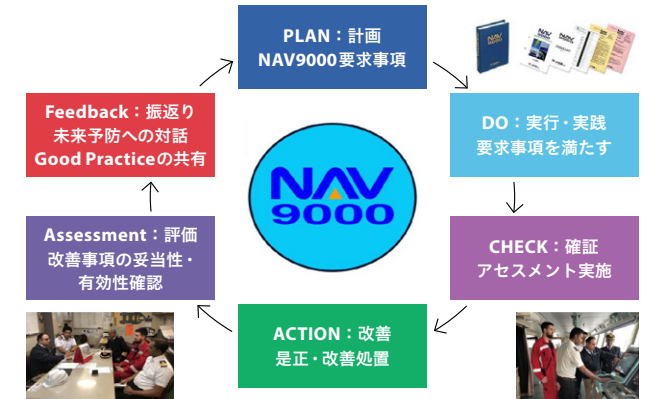 PLAN：計画
NAV9000要求事項
DO：実行・実践
要求事項を満たす
CHECK：確証
アセスメント実施
ACTION：改善
是正・改善処置
Assessment：評価
改善事項の妥当性・
有効性確認
Feedback：振返り
未来予防への対話
Good Practiceの共有
NAV
9000
NAV
9000